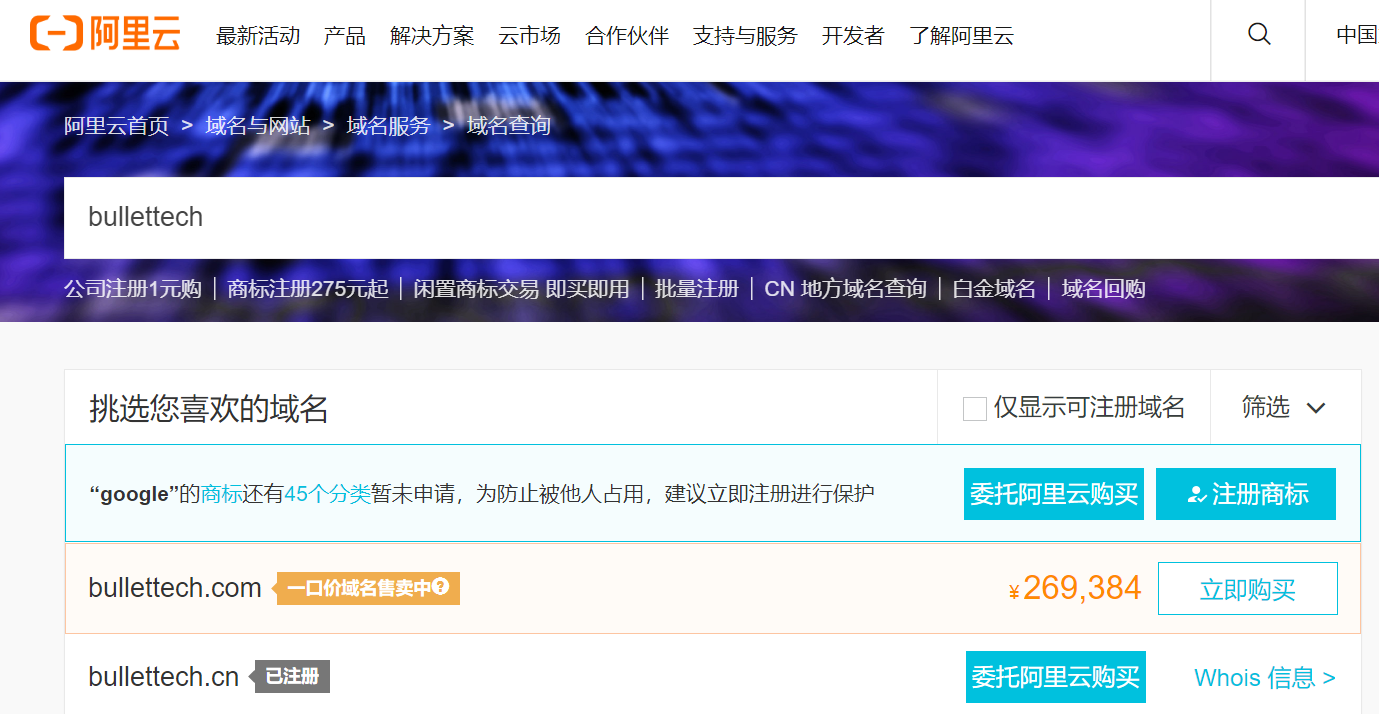 阿里云 最新活动 产品 解决方案 云市场 合作伙伴 支持与服务 开发者 了解阿里云 中国
阿里云首页 > 域名与网站 > 域名服务 > 域名查询
bullettech
公司注册1元购 | 商标注册275元起 | 闲置商标交易 即买即用 | 批量注册 | CN 地方域名查询 | 白金域名 | 域名回购
挑选您喜欢的域名 仅显示可注册域名 筛选
“google”的商标还有45个分类暂未申请，为防止被他人占用，建议立即注册进行保护 委托阿里云购买 注册商标
bullettech.com 一口价域名售卖中? ¥269,384 立即购买
bullettech.cn 已注册 委托阿里云购买 Whois 信息 >